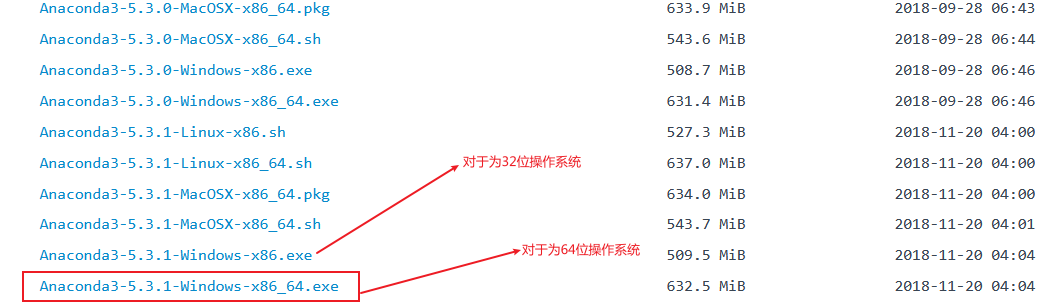 Anaconda3-5.3.0-MacOSX-x86_64.pkg 633.9 MiB 2018-09-28 06:43
Anaconda3-5.3.0-MacOSX-x86_64.sh 543.6 MiB 2018-09-28 06:44
Anaconda3-5.3.0-Windows-x86.exe 508.7 MiB 2018-09-28 06:46
Anaconda3-5.3.0-Windows-x86_64.exe 631.4 MiB 2018-09-28 06:46
Anaconda3-5.3.1-Linux-x86.sh 527.3 MiB 2018-11-20 04:00
Anaconda3-5.3.1-Linux-x86_64.sh 637.0 MiB 2018-11-20 04:00
对于为32位操作系统
Anaconda3-5.3.1-MacOSX-x86_64.pkg 634.0 MiB 2018-11-20 04:00
Anaconda3-5.3.1-MacOSX-x86_64.sh 543.7 MiB 2018-11-20 04:01
对于为64位操作系统
Anaconda3-5.3.1-Windows-x86.exe 509.5 MiB 2018-11-20 04:04
Anaconda3-5.3.1-Windows-x86_64.exe 632.5 MiB 2018-11-20 04:04